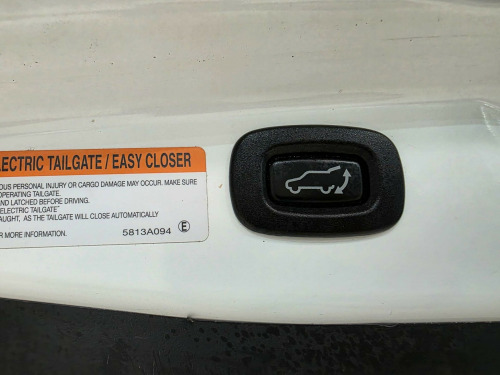 LECTRIC TAILGATE / EASY CLOSER
OUS PERSONAL INJURY OR CARGO DAMAGE MAY OCCUR. MAKE SURE
OPERATING TAILGATE.
AND LATCHED BEFORE DRIVING.
ELECTRIC TAILGATE"
AUGHT, AS THE TAILGATE WILL CLOSE AUTOMATICALLY
R MORE INFORMATION.
5813A094 E